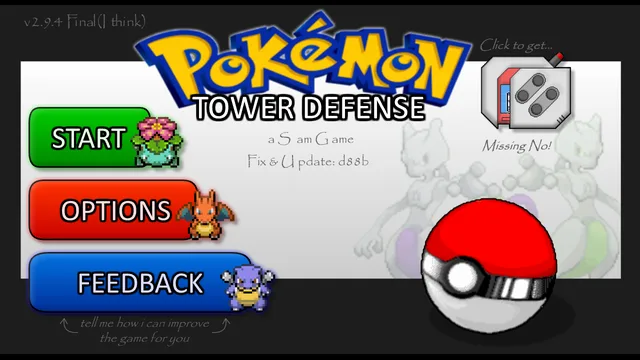 v2.9.4 Final(I think)
POKéMON
TOWER DEFENSE
a Sam Game
Fix & Update: d88b
Click to get...
Missing No!
START
OPTIONS
FEEDBACK
tell me how i can improve
the game for you